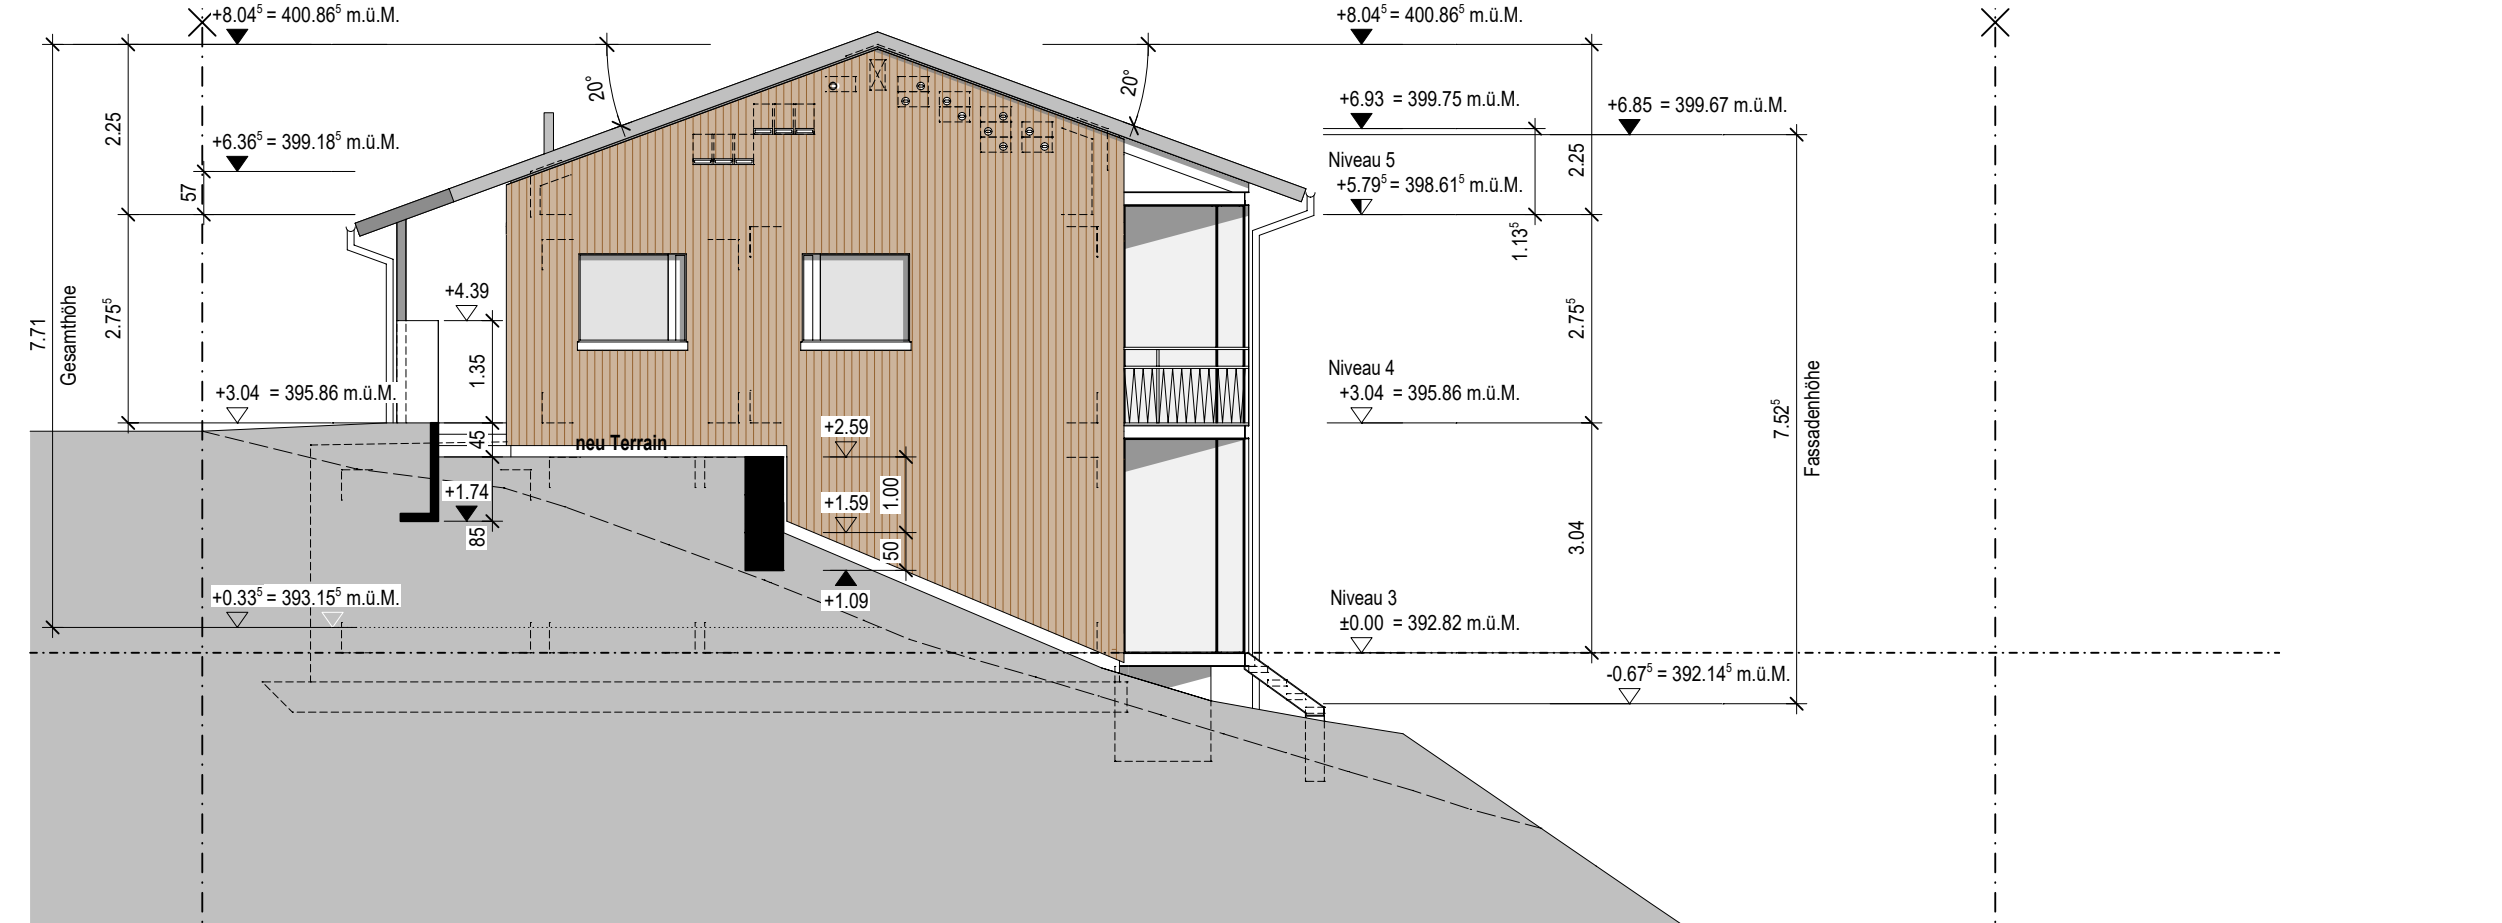 +8.04⁵ = 400.86⁵ m.ü.M.
+8.04⁵ = 400.86⁵ m.ü.M.
20°
20°
2.25
+6.93 = 399.75 m.ü.M.
+6.85 = 399.67 m.ü.M.
+6.36⁵ = 399.18⁵ m.ü.M.
Niveau 5
+5.79⁵ = 398.61⁵ m.ü.M.
2.25
57
1.13⁵
+4.39
7.71
Gesamthöhe
2.75⁵
1.35
2.75⁵
Niveau 4
+3.04 = 395.86 m.ü.M.
+3.04 = 395.86 m.ü.M.
7.52⁵
Fassadenhöhe
45
neu Terrain
+2.59
+1.74
+1.59
1.00
85
50
3.04
+0.33⁵ = 393.15⁵ m.ü.M.
+1.09
Niveau 3
±0.00 = 392.82 m.ü.M.
-0.67⁵ = 392.14⁵ m.ü.M.